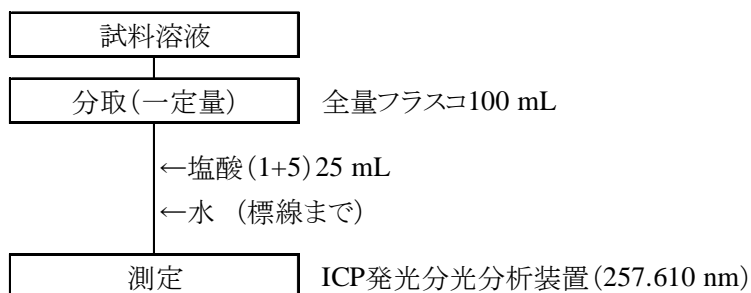 試料溶液
分取(一定量) 全量フラスコ100 mL
←塩酸(1+5)25 mL
←水 (標線まで)
測定 ICP発光分光分析装置(257.610 nm)